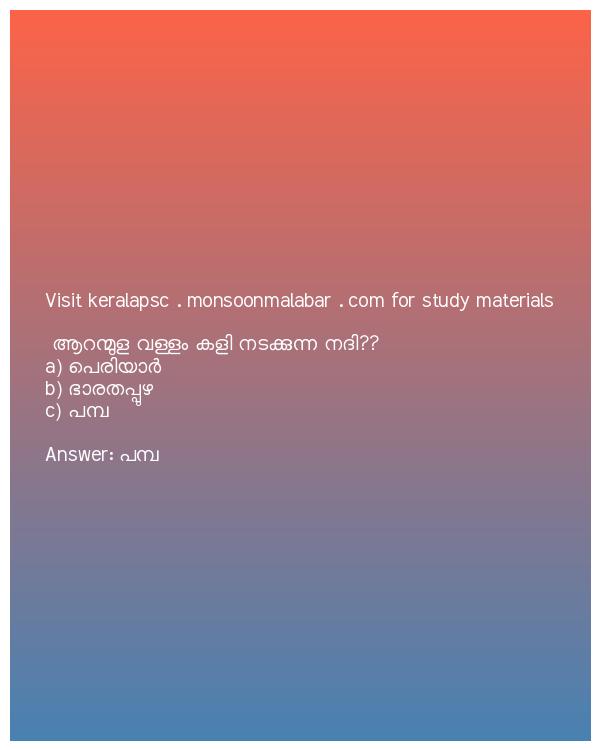 Visit keralapsc . monsoonmalabar . com for study materials
ആറന്മുള വള്ളം കളി നടക്കുന്ന നദി??
a) പെരിയാർ
b) ഭാരതപ്പുഴ
c) പമ്പ
Answer: പമ്പ